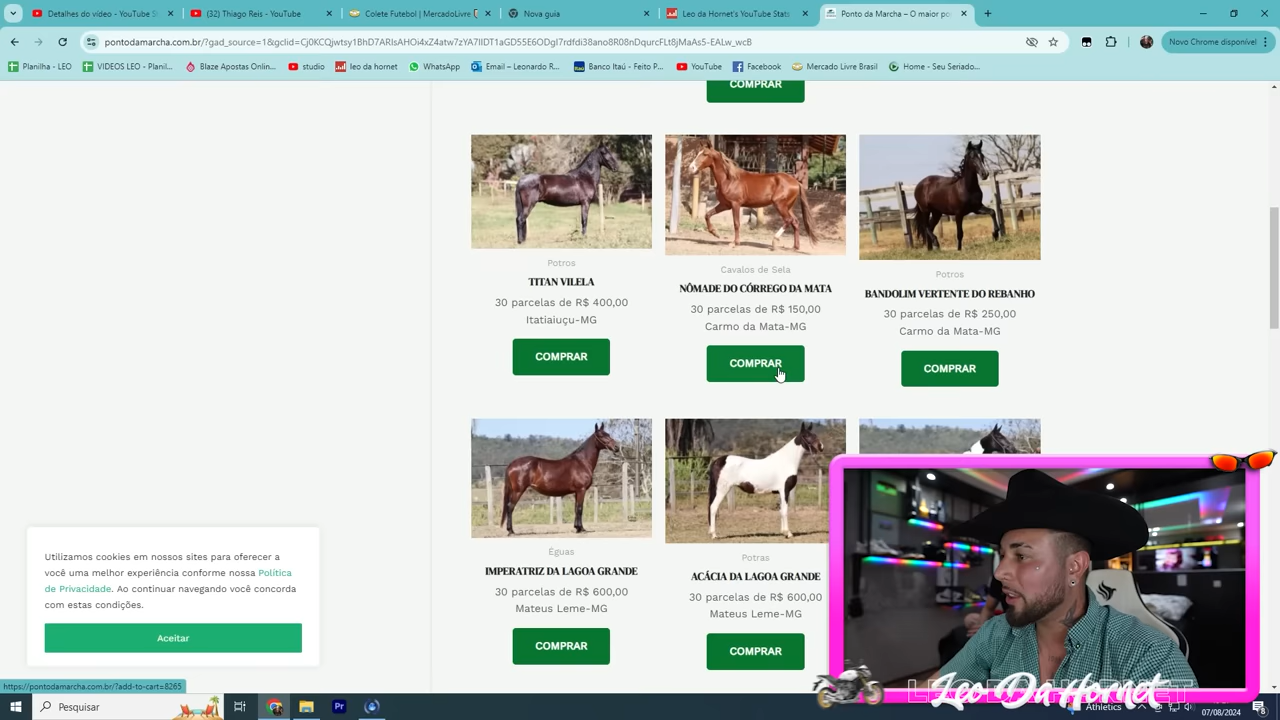 Detalhes do vídeo - YouTube S
(32) Thiago Reis - YouTube
Colete Futebol | MercadoLivre
Nova guia
Leo da Hornet's YouTube Stats
Ponto da Marcha – O maior po
pontodamarcha.com.br/?gad_source=1&gclid=Cj0KCQjwtsy1BhD7ARIsAHOi4xZ4atw7zYA7IIDT1aGD55E6ODgI7rdfdi38ano8R08nDqurcFLt8jMaAs5-EALw_wcB
Novo Chrome disponível
Planilha - LEO
VIDEOS LEO - Planil...
Blaze Apostas Onlin...
studio
leo da hornet
WhatsApp
Email – Leonardo R...
Banco Itaú - Feito P...
YouTube
Facebook
Mercado Livre Brasil
Home - Seu Seriado...
COMPRAR
Potros
TITAN VILELA
30 parcelas de R$ 400,00
Itatiaiuçu-MG
COMPRAR
Cavalos de Sela
NÔMADE DO CÓRREGO DA MATA
30 parcelas de R$ 150,00
Carmo da Mata-MG
COMPRAR
Potros
BANDOLIM VERTENTE DO REBANHO
30 parcelas de R$ 250,00
Carmo da Mata-MG
COMPRAR
Éguas
IMPERATRIZ DA LAGOA GRANDE
30 parcelas de R$ 600,00
Mateus Leme-MG
COMPRAR
Potras
ACÁCIA DA LAGOA GRANDE
30 parcelas de R$ 600,00
Mateus Leme-MG
COMPRAR
Utilizamos cookies em nossos sites para oferecer a
você uma melhor experiência conforme nossa Política
de Privacidade. Ao continuar navegando você concorda
com estas condições.
Aceitar
https://pontodamarcha.com.br/?add-to-cart=8265
Leo Da Hornet
Pesquisar
Athletics
07/08/2024